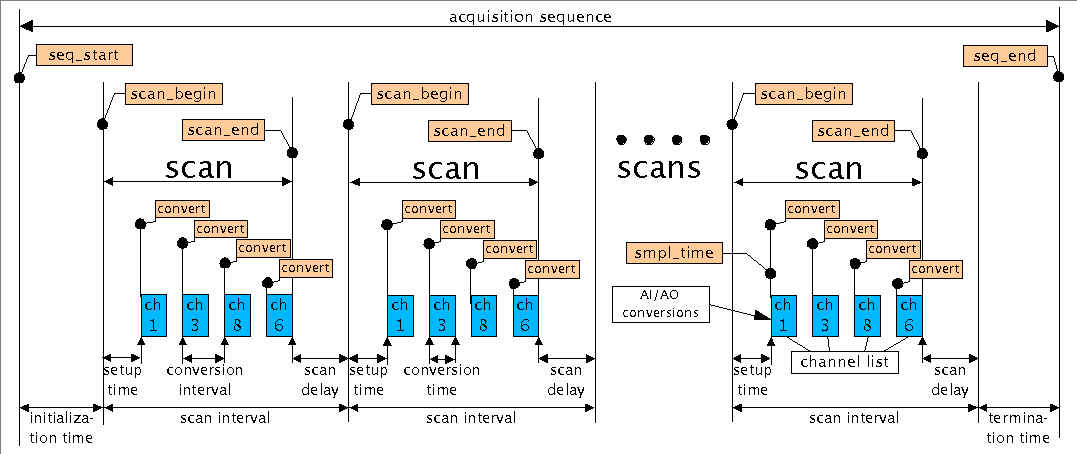 acquisition sequence
seq_start
seq_end
scan_begin
scan_begin
scan_begin
scan_end
scan_end
scan_end
scan
scan
scans
scan
convert
convert
convert
convert
convert
convert
convert
convert
convert
convert
convert
convert
smpl_time
AI/AO
conversions
ch
1
ch
3
ch
8
ch
6
ch
1
ch
3
ch
8
ch
6
ch
1
ch
3
ch
8
ch
6
channel list
setup
time
conversion
interval
scan
delay
setup
time
conversion
time
scan
delay
setup
time
scan
delay
initializa-
tion time
scan interval
scan interval
scan interval
termina-
tion time